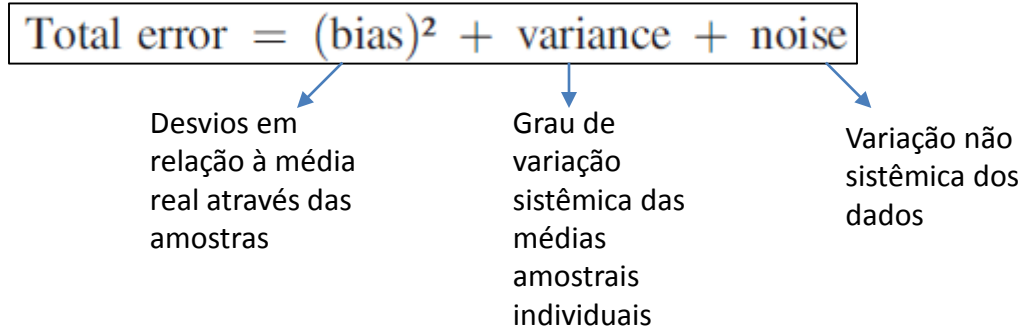 Total error = (bias)² + variance + noise
Desvios em
relação à média
real através das
amostras
Grau de
variação
sistêmica das
médias
amostrais
individuais
Variação não
sistêmica dos
dados